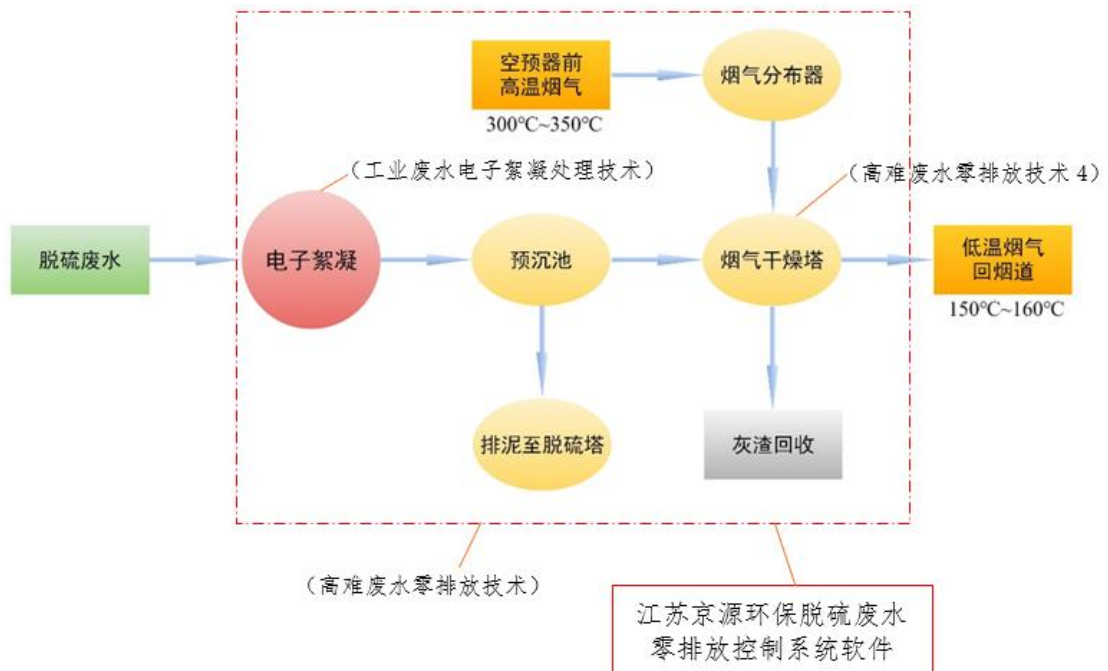 空预器前
高温烟气
烟气分布器
300℃~350℃
（工业废水电子絮凝处理技术）
（高难废水零排放技术 4）
脱硫废水
电子絮凝
预沉池
烟气干燥塔
低温烟气
回烟道
150℃~160℃
排泥至脱硫塔
灰渣回收
（高难废水零排放技术）
江苏京源环保脱硫废水
零排放控制系统软件